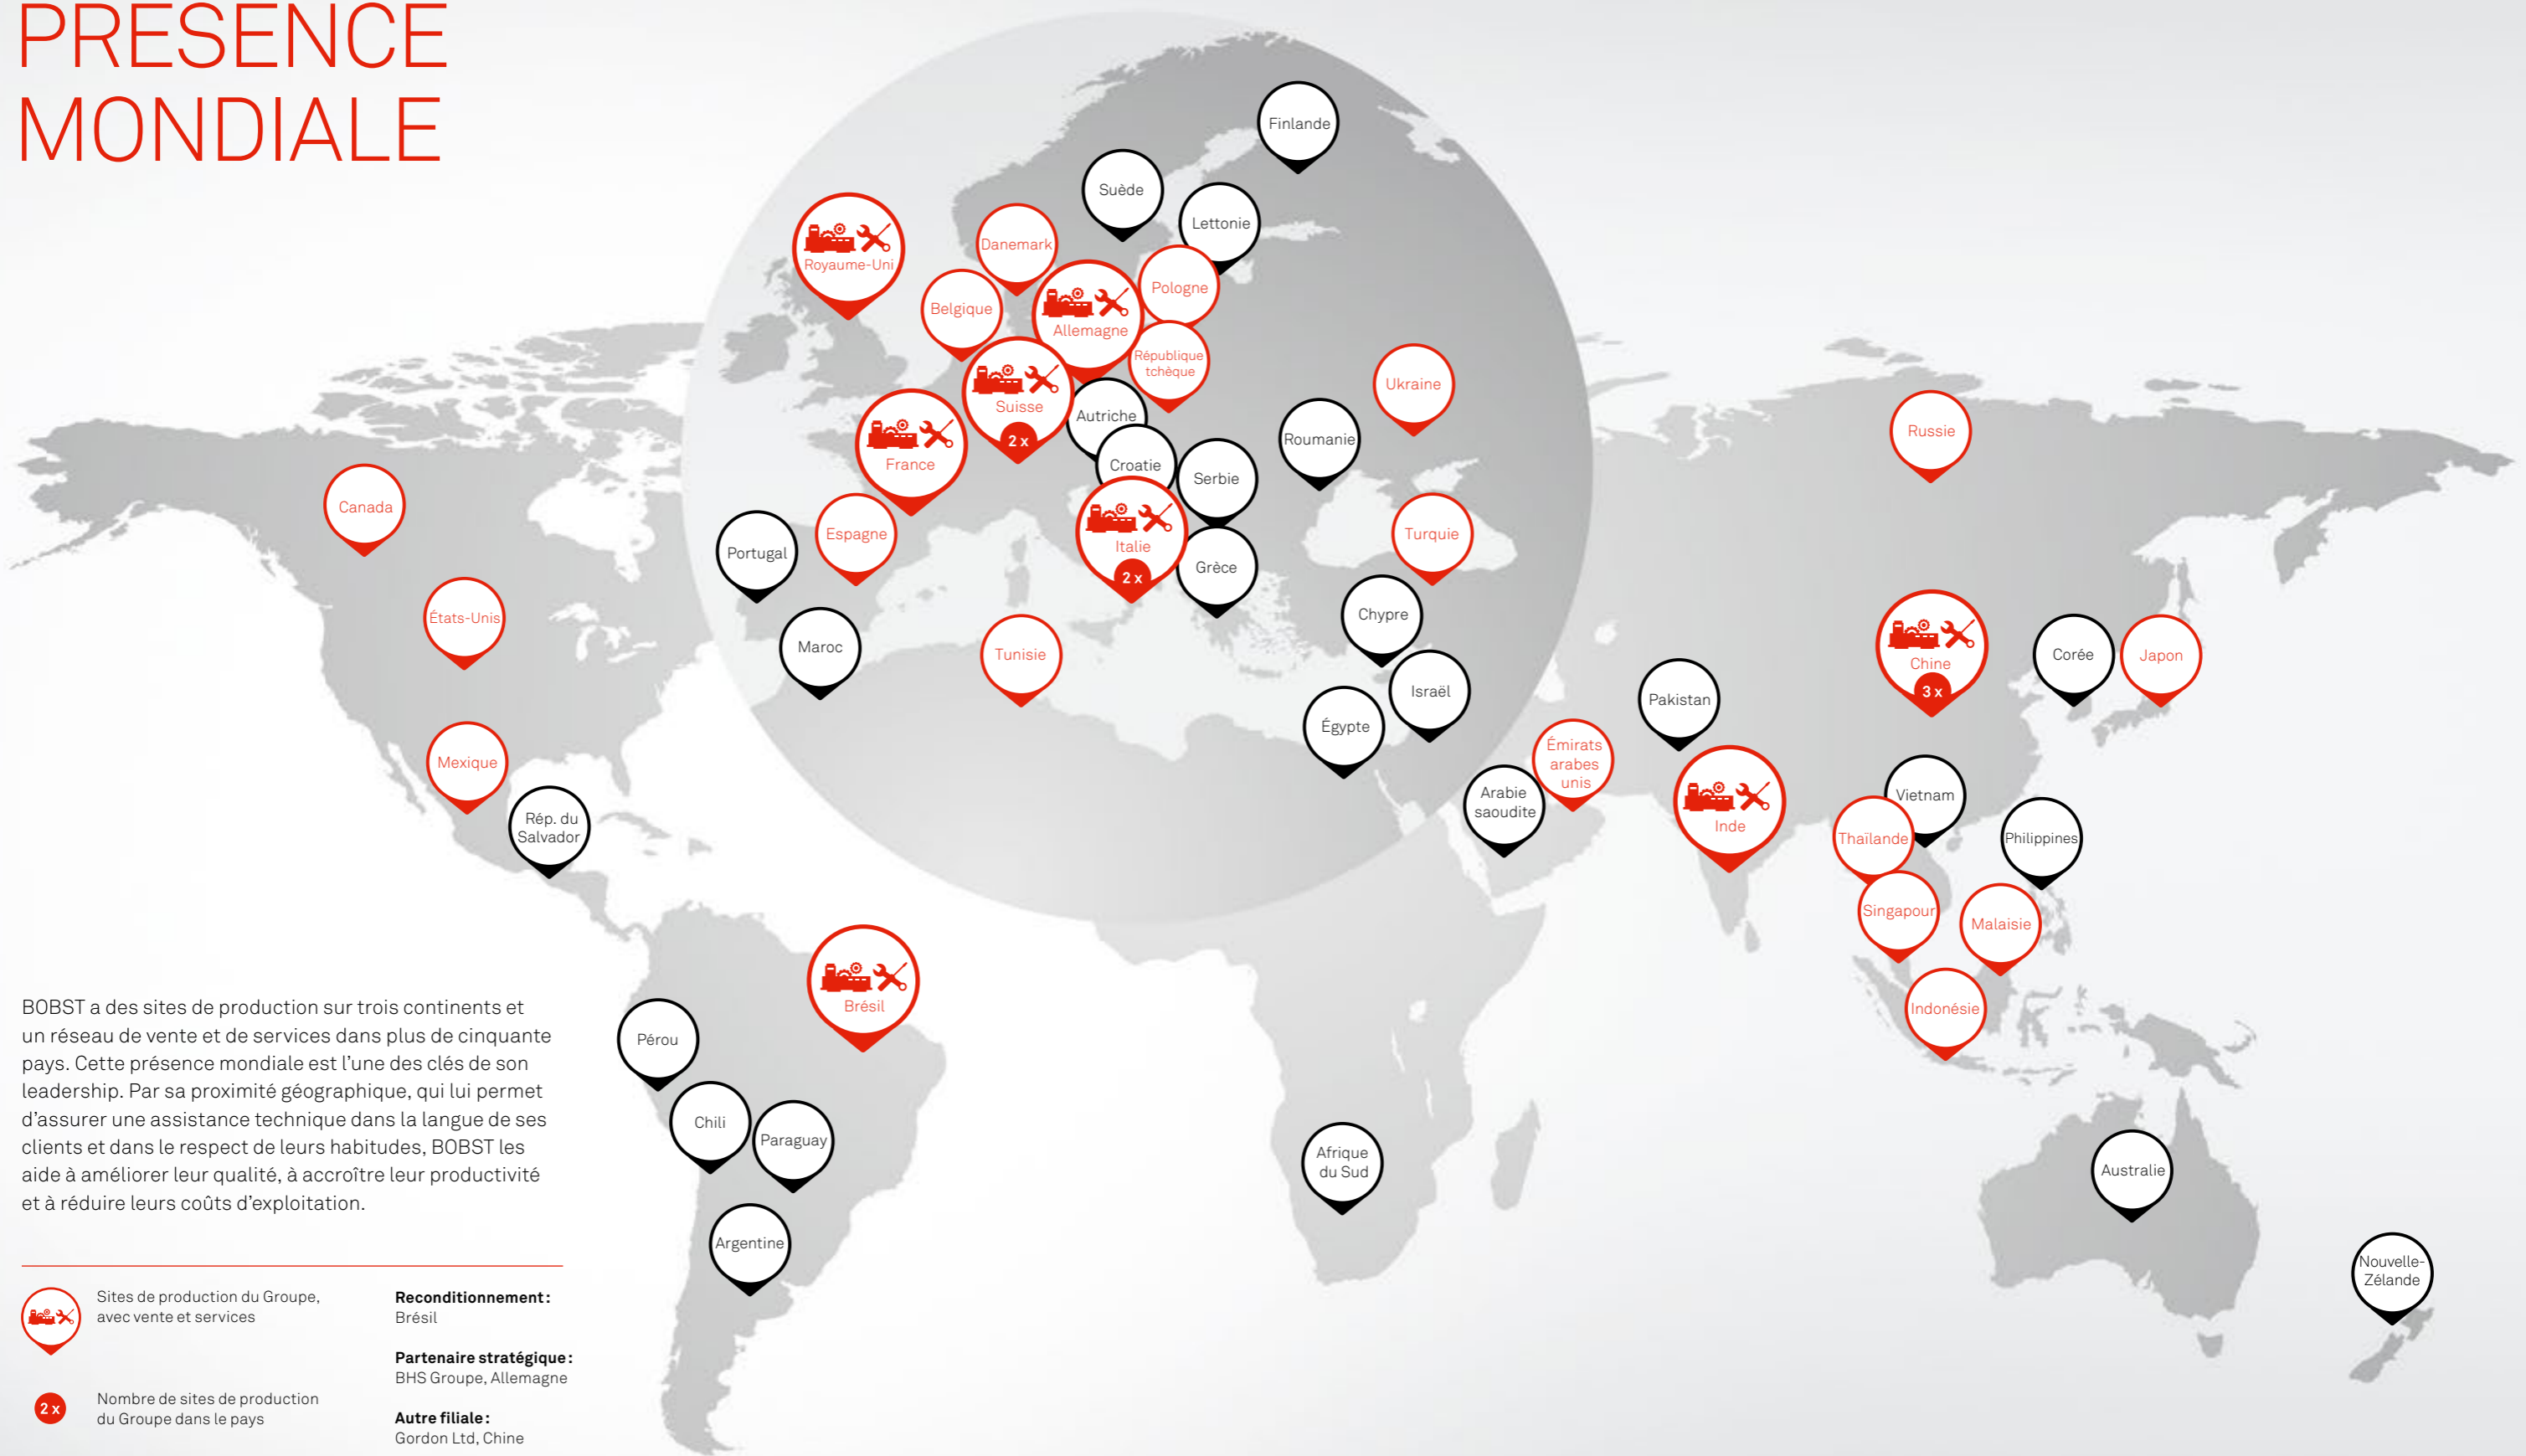 PRESENCE
MONDIALE
Finlande
Suède
Lettonie
Royaume-Uni
Danemark
Pologne
Belgique
Allemagne
République
tchèque
Ukraine
Suisse
2 x
Autriche
Roumanie
Russie
France
Croatie
Serbie
Canada
Espagne
Italie
2 x
Turquie
Portugal
Grèce
États-Unis
Chypre
Maroc
Tunisie
Chine
3 x
Corée
Japon
Israël
Pakistan
Égypte
Mexique
Émirats
arabes
unis
Arabie
saoudite
Inde
Vietnam
Rép. du
Salvador
Thaïlande
Philippines
Singapour
Malaisie
Brésil
Indonésie
Pérou
Chili
Paraguay
Afrique
du Sud
Australie
Argentine
Nouvelle-
Zélande
BOBST a des sites de production sur trois continents et
un réseau de vente et de services dans plus de cinquante
pays. Cette présence mondiale est l'une des clés de son
leadership. Par sa proximité géographique, qui lui permet
d'assurer une assistance technique dans la langue de ses
clients et dans le respect de leurs habitudes, BOBST les
aide à améliorer leur qualité, à accroître leur productivité
et à réduire leurs coûts d'exploitation.
Sites de production du Groupe,
avec vente et services
2 x
Nombre de sites de production
du Groupe dans le pays
Reconditionnement :
Brésil
Partenaire stratégique :
BHS Groupe, Allemagne
Autre filiale :
Gordon Ltd, Chine